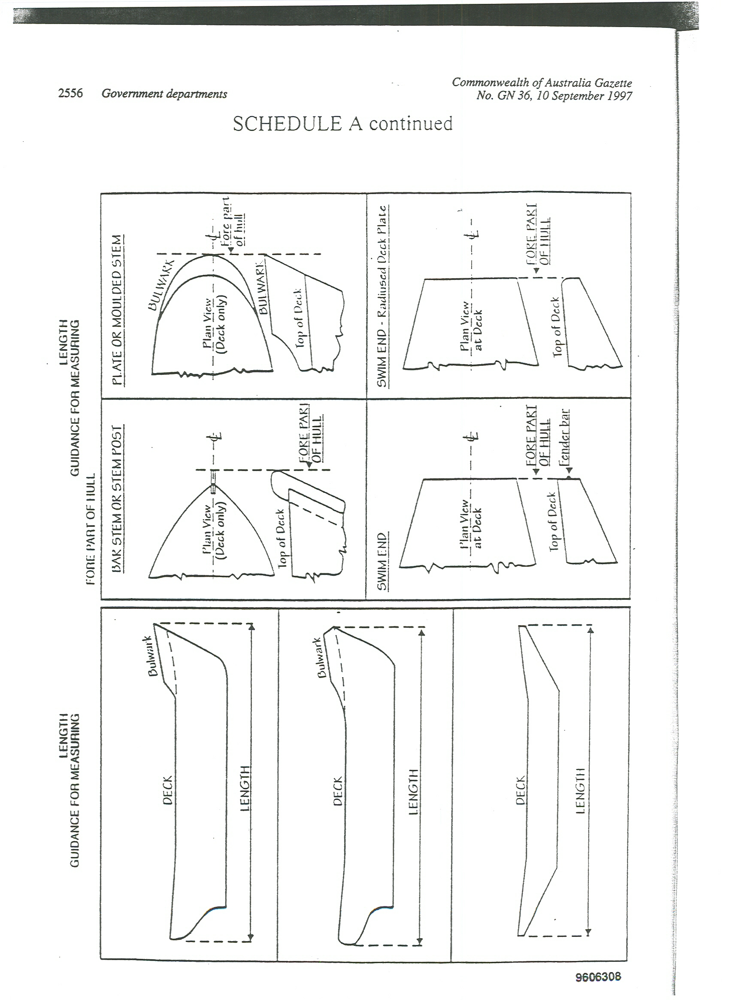 2556 Government departments
Commonwealth of Australia Gazette
No. GN 36, 10 September 1997
SCHEDULE A continued
LENGTH
GUIDANCE FOR MEASURING
Bulwark
DECK
LENGTH
Bulwark
DECK
LENGTH
DECK
LENGTH
LENGTH
GUIDANCE FOR MEASURING
FORE PART OF HULL
BAR STEM OR STEM POST
Plan View
(Deck only)
℄
Top of Deck
FORE PART
OF HULL
PLATE OR MOULDED STEM
BULWARK
Plan View
(Deck only)
℄
Fore part
of hull
BULWARK
Top of Deck
SWIM END
Plan View
at Deck
℄
FORE PART
OF HULL
Top of Deck
Fender bar
SWIM END - Radiused Deck Plate
Plan View
at Deck
℄
FORE PART
OF HULL
Top of Deck
9606308